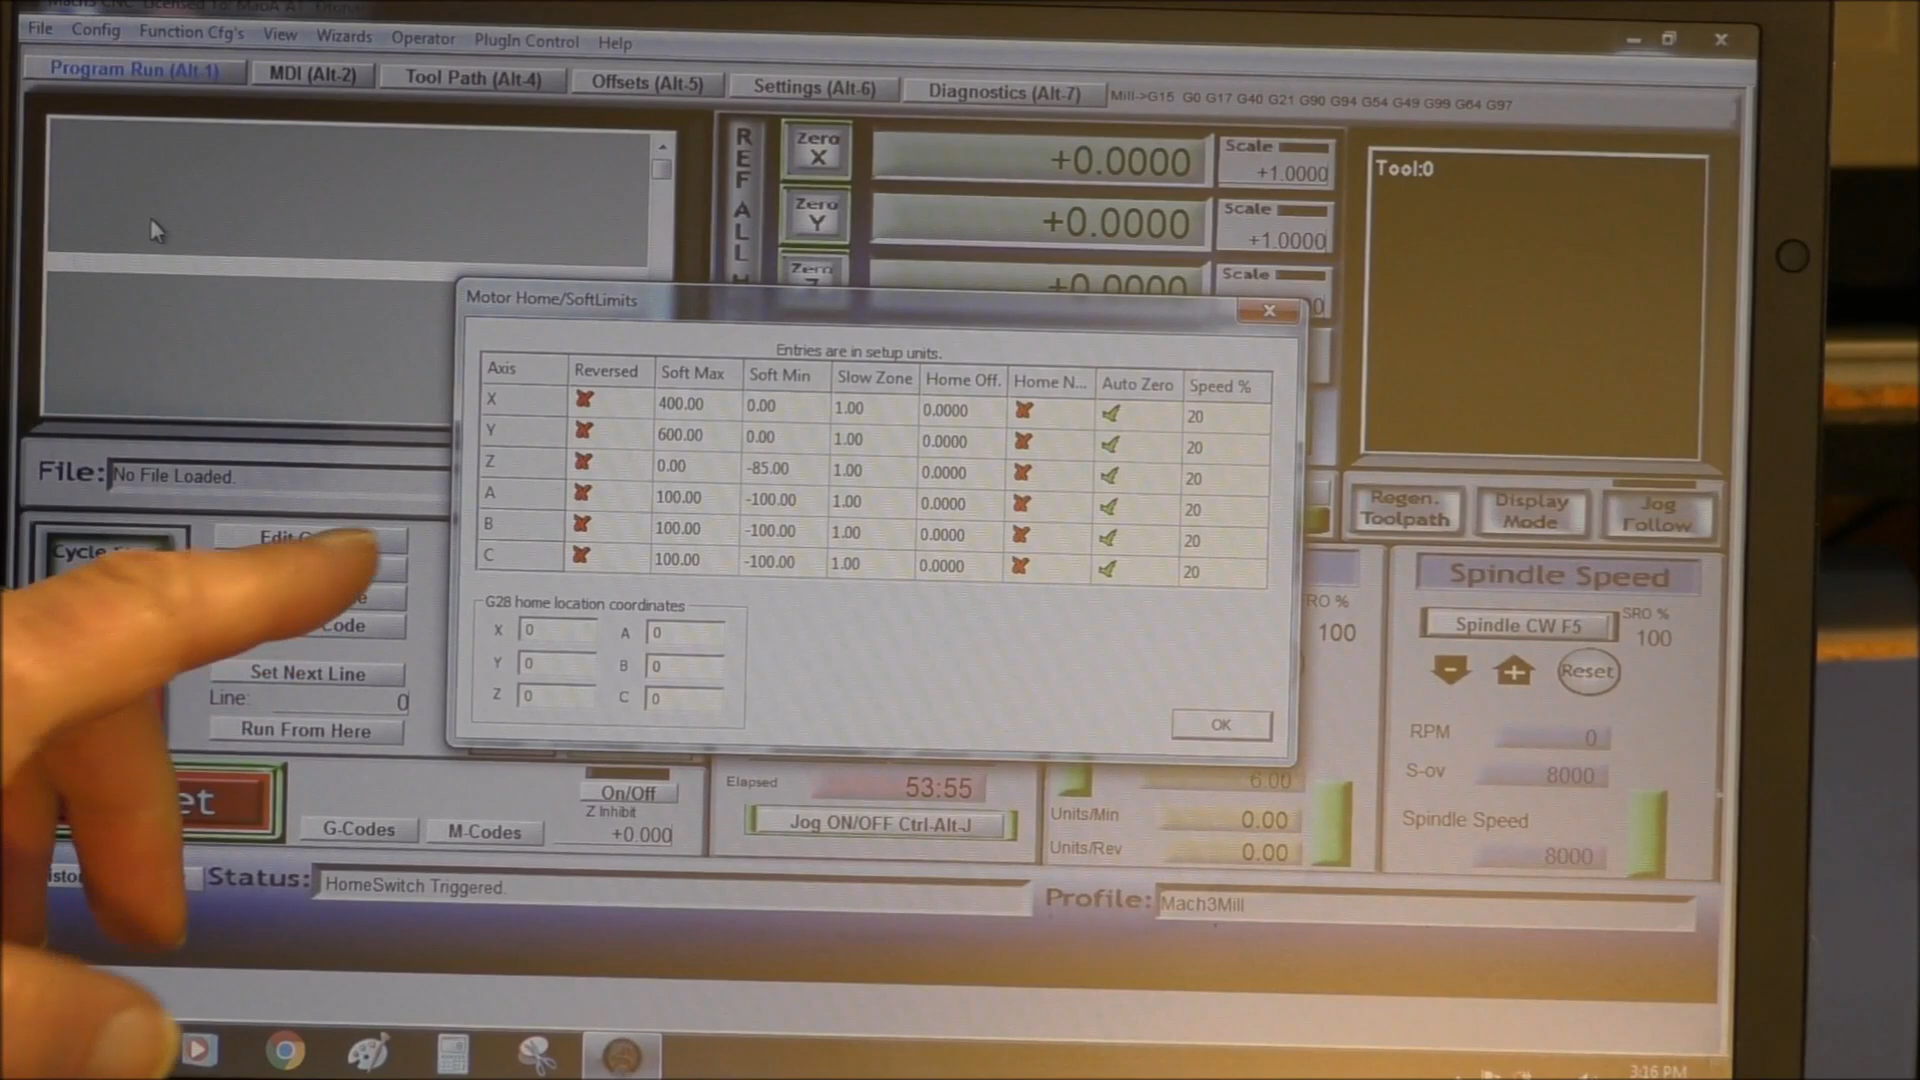 File Config Function Cfg's View Wizards Operator PlugIn Control Help
Program Run (Alt-1) MDI (Alt-2) Tool Path (Alt-4) Offsets (Alt-5) Settings (Alt-6) Diagnostics (Alt-7) Mill->G15 G0 G17 G40 G21 G90 G94 G54 G49 G99 G64 G97
REF ALL H
Zero X +0.0000 Scale +1.0000
Zero Y +0.0000 Scale +1.0000
Zero Z +0.0000 Scale
Tool:0
Motor Home/SoftLimits
Entries are in setup units.
Axis Reversed Soft Max Soft Min Slow Zone Home Off. Home N... Auto Zero Speed %
X 400.00 0.00 1.00 0.0000 20
Y 600.00 0.00 1.00 0.0000 20
Z 0.00 -85.00 1.00 0.0000 20
A 100.00 -100.00 1.00 0.0000 20
B 100.00 -100.00 1.00 0.0000 20
C 100.00 -100.00 1.00 0.0000 20
G28 home location coordinates
X 0 A 0
Y 0 B 0
Z 0 C 0
OK
File: No File Loaded.
Regen. Toolpath Display Mode Jog Follow
Cycle
Edit
Code
Set Next Line
Line: 0
Run From Here
Spindle Speed
RO % 100
Spindle CW F5
SRO % 100
- + Reset
RPM 0
S-ov 8000
Spindle Speed
8000
et
G-Codes M-Codes
On/Off
Z Inhibit
+0.000
Elapsed 53:55
Jog ON/OFF Ctrl-Alt-J
6.00
Units/Min 0.00
Units/Rev 0.00
Status: HomeSwitch Triggered.
Profile: Mach3Mill
3:16 PM